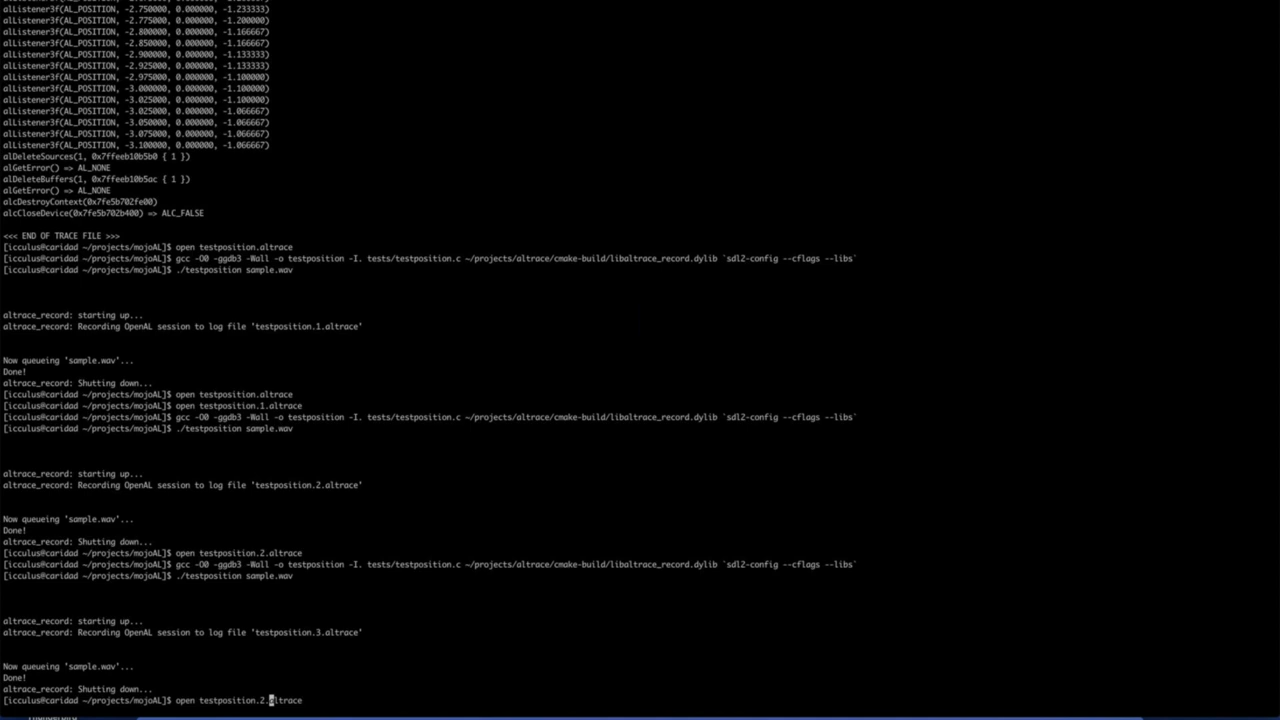 alListener3f(AL_POSITION, -2.750000, 0.000000, -1.233333)
alListener3f(AL_POSITION, -2.775000, 0.000000, -1.200000)
alListener3f(AL_POSITION, -2.800000, 0.000000, -1.166667)
alListener3f(AL_POSITION, -2.850000, 0.000000, -1.166667)
alListener3f(AL_POSITION, -2.900000, 0.000000, -1.133333)
alListener3f(AL_POSITION, -2.925000, 0.000000, -1.133333)
alListener3f(AL_POSITION, -2.975000, 0.000000, -1.100000)
alListener3f(AL_POSITION, -3.000000, 0.000000, -1.100000)
alListener3f(AL_POSITION, -3.025000, 0.000000, -1.100000)
alListener3f(AL_POSITION, -3.025000, 0.000000, -1.066667)
alListener3f(AL_POSITION, -3.050000, 0.000000, -1.066667)
alListener3f(AL_POSITION, -3.075000, 0.000000, -1.066667)
alListener3f(AL_POSITION, -3.100000, 0.000000, -1.066667)
alDeleteSources(1, 0x7ffeeb10b5b0 { 1 })
alGetError() => AL_NONE
alDeleteBuffers(1, 0x7ffeeb10b5ac { 1 })
alGetError() => AL_NONE
alcDestroyContext(0x7fe5b702fe00)
alcCloseDevice(0x7fe5b702b400) => ALC_FALSE
<<< END OF TRACE FILE >>>
[icculus@caridad ~/projects/mojoAL]$ open testposition.altrace
[icculus@caridad ~/projects/mojoAL]$ gcc -O0 -ggdb3 -Wall -o testposition -I. tests/testposition.c ~/projects/altrace/cmake-build/libaltrace_record.dylib `sdl2-config --cflags --libs`
[icculus@caridad ~/projects/mojoAL]$ ./testposition sample.wav
altrace_record: starting up...
altrace_record: Recording OpenAL session to log file 'testposition.1.altrace'
Now queueing 'sample.wav'...
Done!
altrace_record: Shutting down...
[icculus@caridad ~/projects/mojoAL]$ open testposition.altrace
[icculus@caridad ~/projects/mojoAL]$ open testposition.1.altrace
[icculus@caridad ~/projects/mojoAL]$ gcc -O0 -ggdb3 -Wall -o testposition -I. tests/testposition.c ~/projects/altrace/cmake-build/libaltrace_record.dylib `sdl2-config --cflags --libs`
[icculus@caridad ~/projects/mojoAL]$ ./testposition sample.wav
altrace_record: starting up...
altrace_record: Recording OpenAL session to log file 'testposition.2.altrace'
Now queueing 'sample.wav'...
Done!
altrace_record: Shutting down...
[icculus@caridad ~/projects/mojoAL]$ open testposition.2.altrace
[icculus@caridad ~/projects/mojoAL]$ gcc -O0 -ggdb3 -Wall -o testposition -I. tests/testposition.c ~/projects/altrace/cmake-build/libaltrace_record.dylib `sdl2-config --cflags --libs`
[icculus@caridad ~/projects/mojoAL]$ ./testposition sample.wav
altrace_record: starting up...
altrace_record: Recording OpenAL session to log file 'testposition.3.altrace'
Now queueing 'sample.wav'...
Done!
altrace_record: Shutting down...
[icculus@caridad ~/projects/mojoAL]$ open testposition.2.altrace